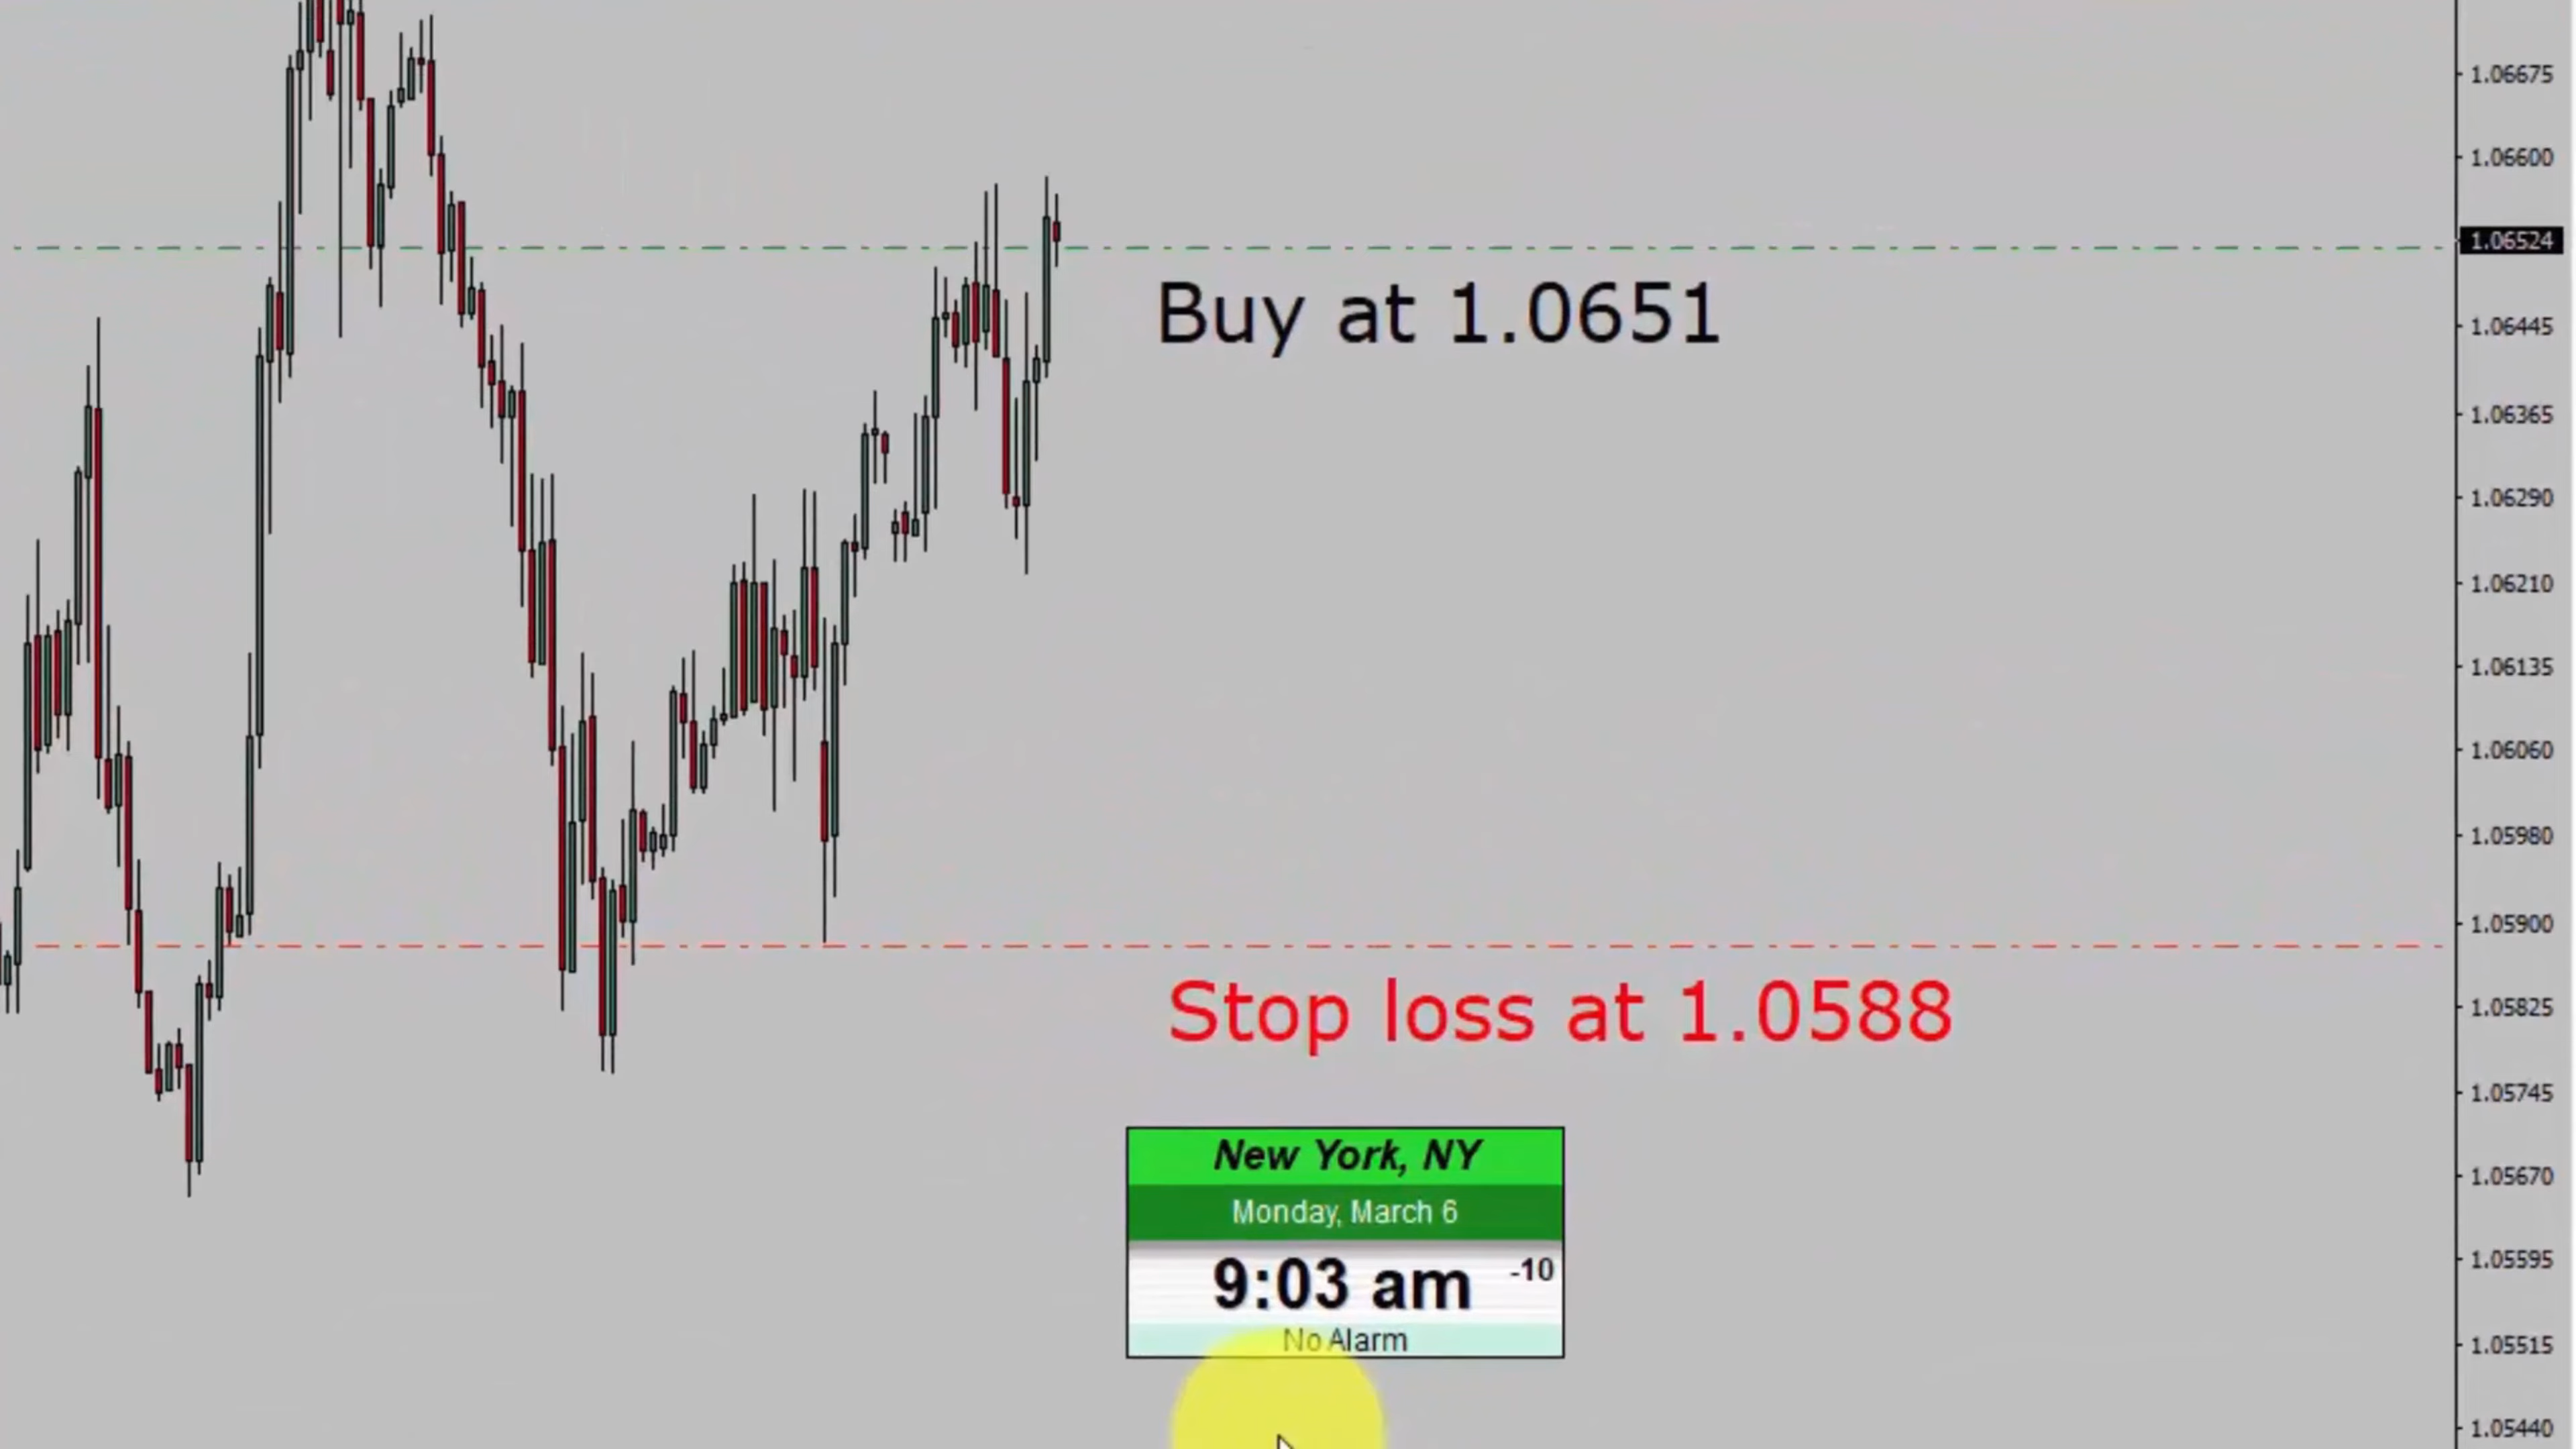 1.06675
1.06600
1.06524
Buy at 1.0651
1.06445
1.06365
1.06290
1.06210
1.06135
1.06060
1.05980
1.05900
Stop loss at 1.0588
1.05825
1.05745
New York, NY
1.05670
Monday, March 6
1.05595
9:03 am -10
No Alarm
1.05515
1.05440